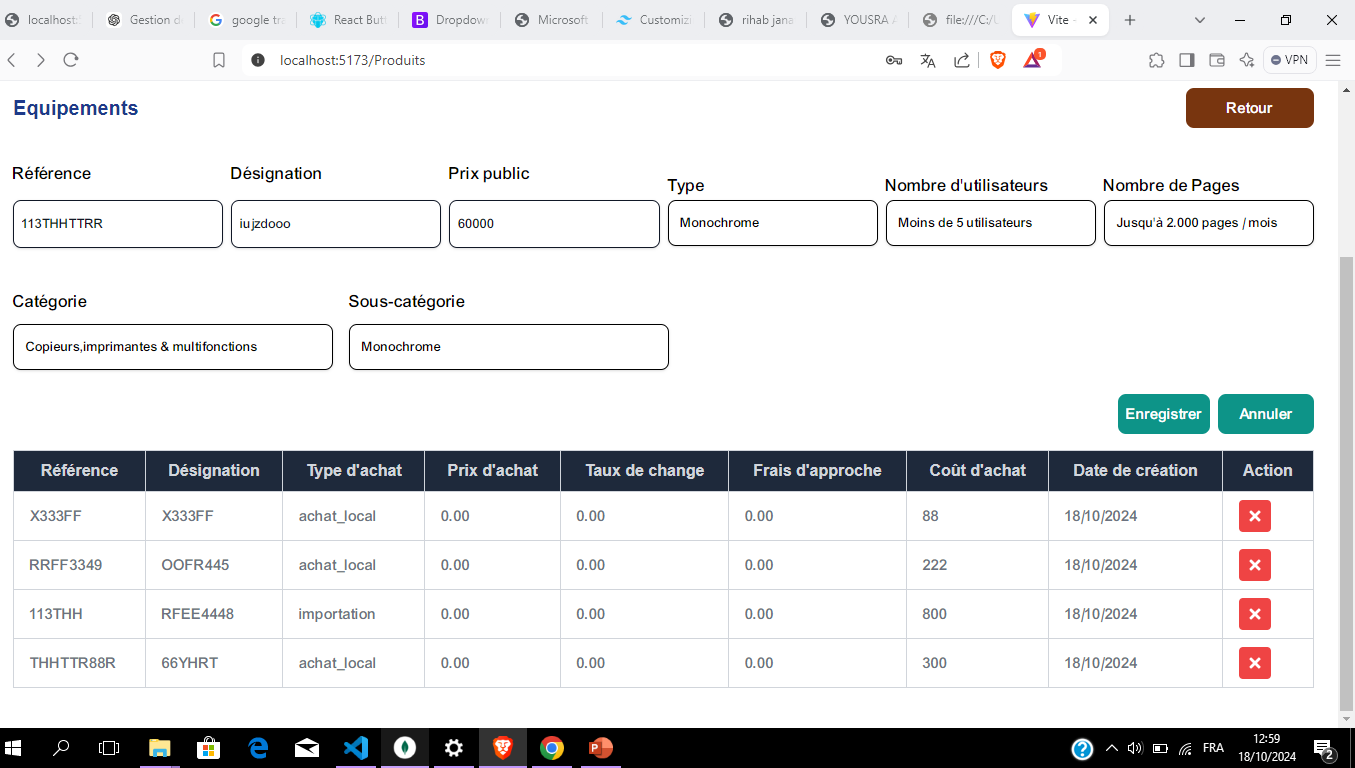 localhost:
Gestion d
google tra
React But
B Dropdow
Microsoft
Customizi
rihab jana
YOUSRA A
file:///C:/U
Vite
localhost:5173/Produits
1
VPN
Equipements
Retour
Référence Désignation Prix public Type Nombre d'utilisateurs Nombre de Pages
113THHTTRR iujzdooo 60000 Monochrome Moins de 5 utilisateurs Jusqu'à 2.000 pages / mois
Catégorie Sous-catégorie
Copieurs,imprimantes & multifonctions Monochrome
Enregistrer Annuler
Référence Désignation Type d'achat Prix d'achat Taux de change Frais d'approche Coût d'achat Date de création Action
X333FF X333FF achat_local 0.00 0.00 0.00 88 18/10/2024
RRFF3349 OOFR445 achat_local 0.00 0.00 0.00 222 18/10/2024
113THH RFEE4448 importation 0.00 0.00 0.00 800 18/10/2024
THHTTR88R 66YHRT achat_local 0.00 0.00 0.00 300 18/10/2024
FRA
12:59
18/10/2024
2